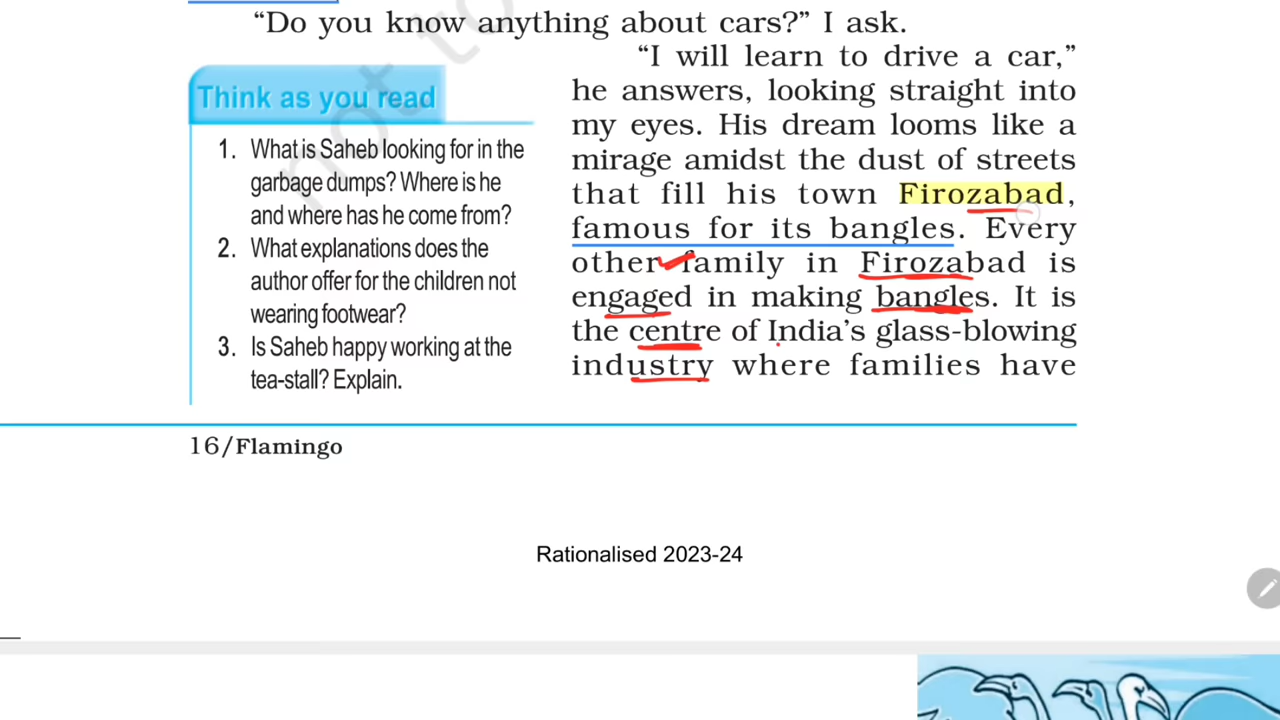 “Do you know anything about cars?” I ask.
“I will learn to drive a car,”
he answers, looking straight into
my eyes. His dream looms like a
mirage amidst the dust of streets
that fill his town Firozabad,
famous for its bangles. Every
other family in Firozabad is
engaged in making bangles. It is
the centre of India’s glass-blowing
industry where families have
Think as you read
1. What is Saheb looking for in the
garbage dumps? Where is he
and where has he come from?
2. What explanations does the
author offer for the children not
wearing footwear?
3. Is Saheb happy working at the
tea-stall? Explain.
16/Flamingo
Rationalised 2023-24
not to